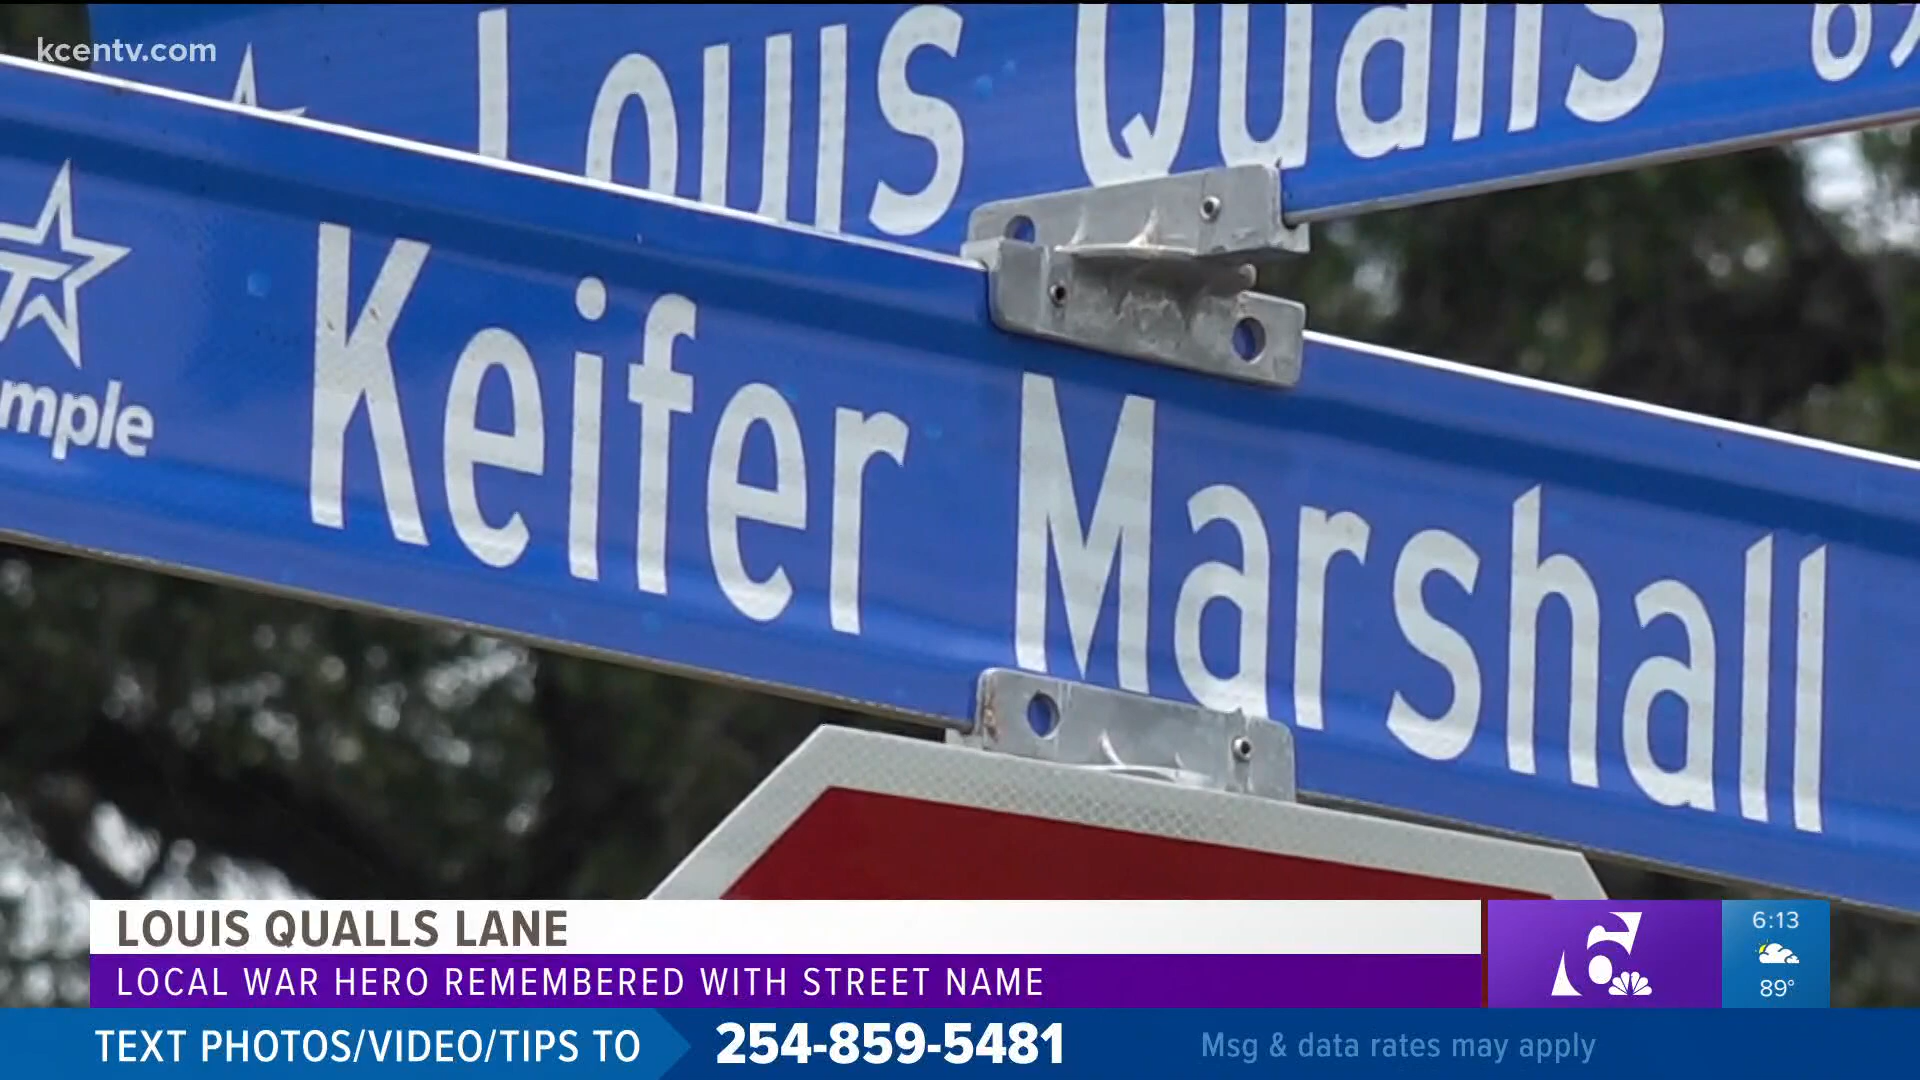 kcentv.com
Louis Qualls
Keifer Marshall
LOUIS QUALLS LANE
LOCAL WAR HERO REMEMBERED WITH STREET NAME
6
6:13
89°
TEXT PHOTOS/VIDEO/TIPS TO 254-859-5481 Msg & data rates may apply